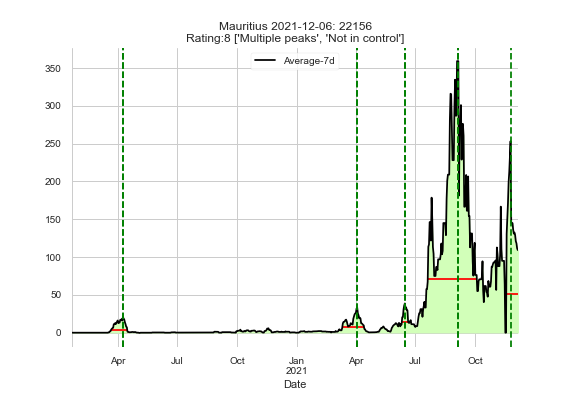 Mauritius 2021-12-06: 22156
Rating:8 ['Multiple peaks', 'Not in control']
Average-7d
350
300
250
200
150
100
50
0
Apr Jul Oct Jan Apr Jul Oct
2021
Date